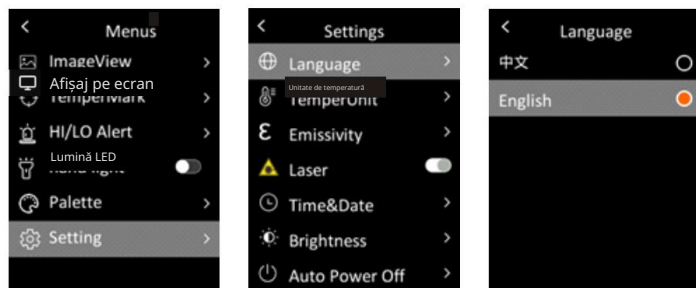 Menus
ImageView
Afișaj pe ecran
TemperMark
HI/LO Alert
Lumină LED
Palette
Setting
Settings
Language
Unitate de temperatură
TemperUnit
Emissivity
Laser
Time&Date
Brightness
Auto Power Off
Language
中文
English